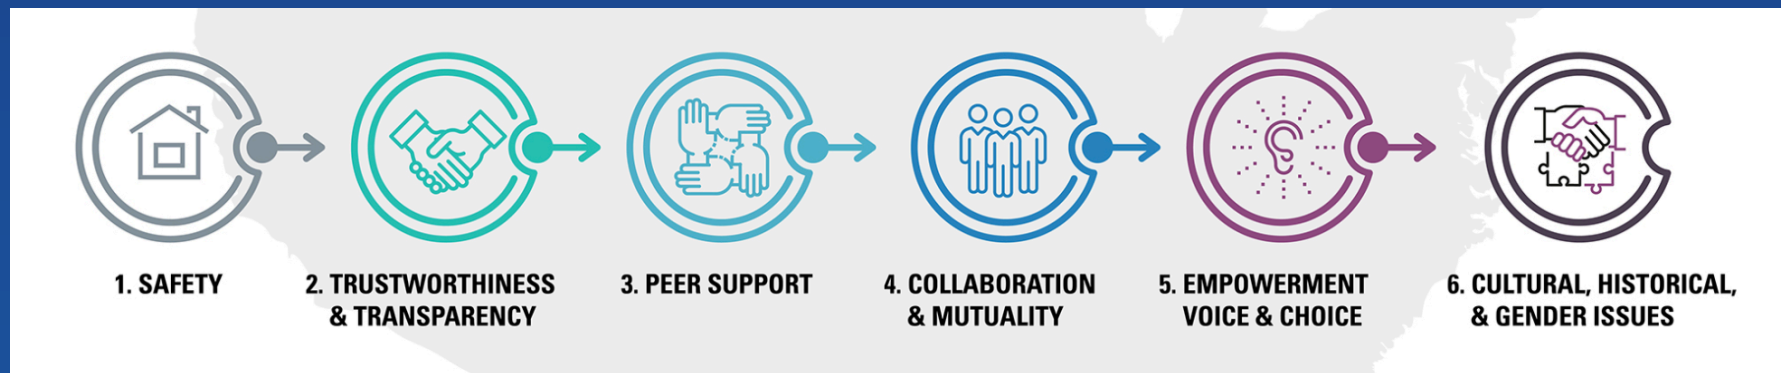 1. SAFETY
2. TRUSTWORTHINESS
& TRANSPARENCY
3. PEER SUPPORT
4. COLLABORATION
& MUTUALITY
5. EMPOWERMENT
VOICE & CHOICE
6. CULTURAL, HISTORICAL,
& GENDER ISSUES